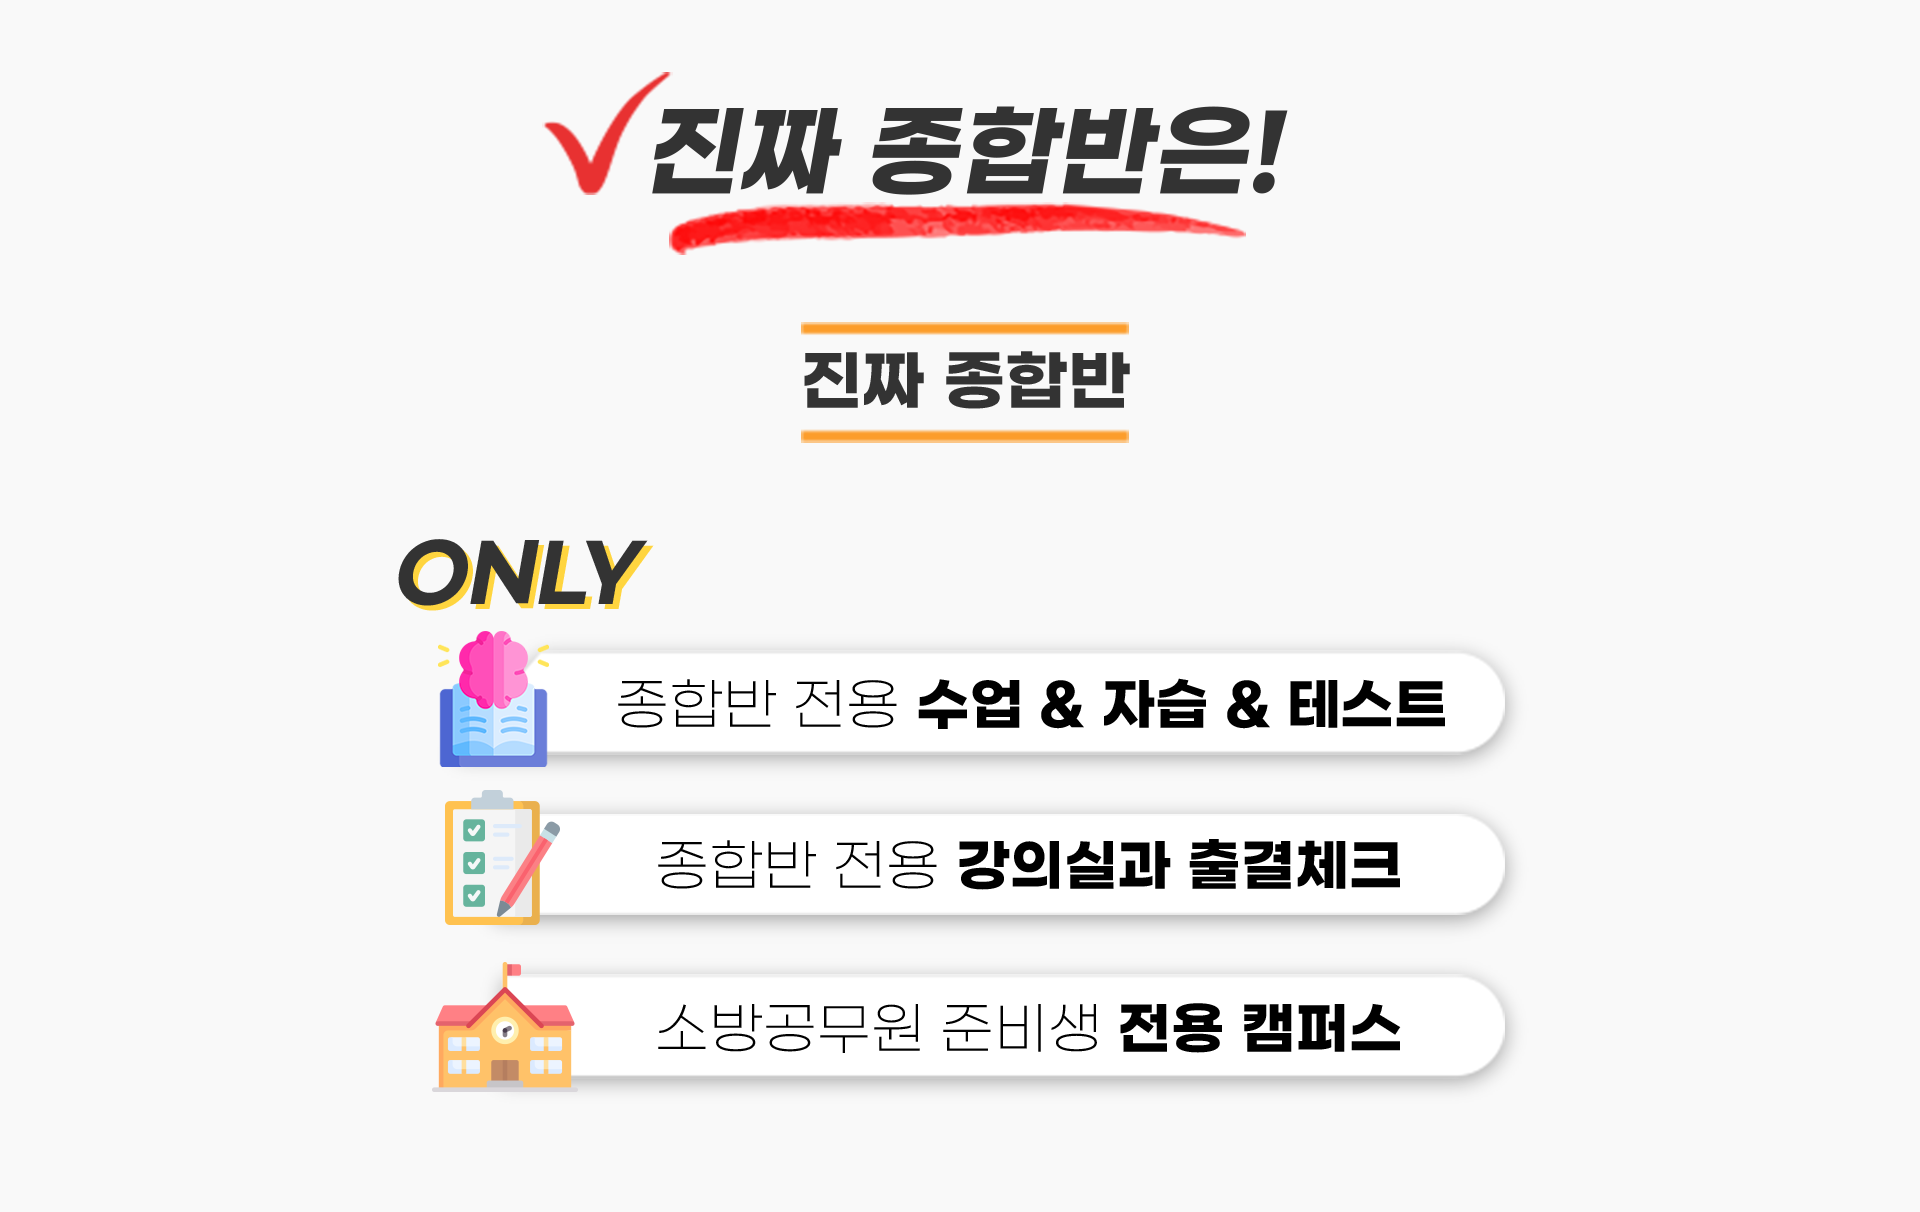 진짜 종합반은!
진짜 종합반
ONLY
종합반 전용 수업 & 자습 & 테스트
종합반 전용 강의실과 출결체크
소방공무원 준비생 전용 캠퍼스